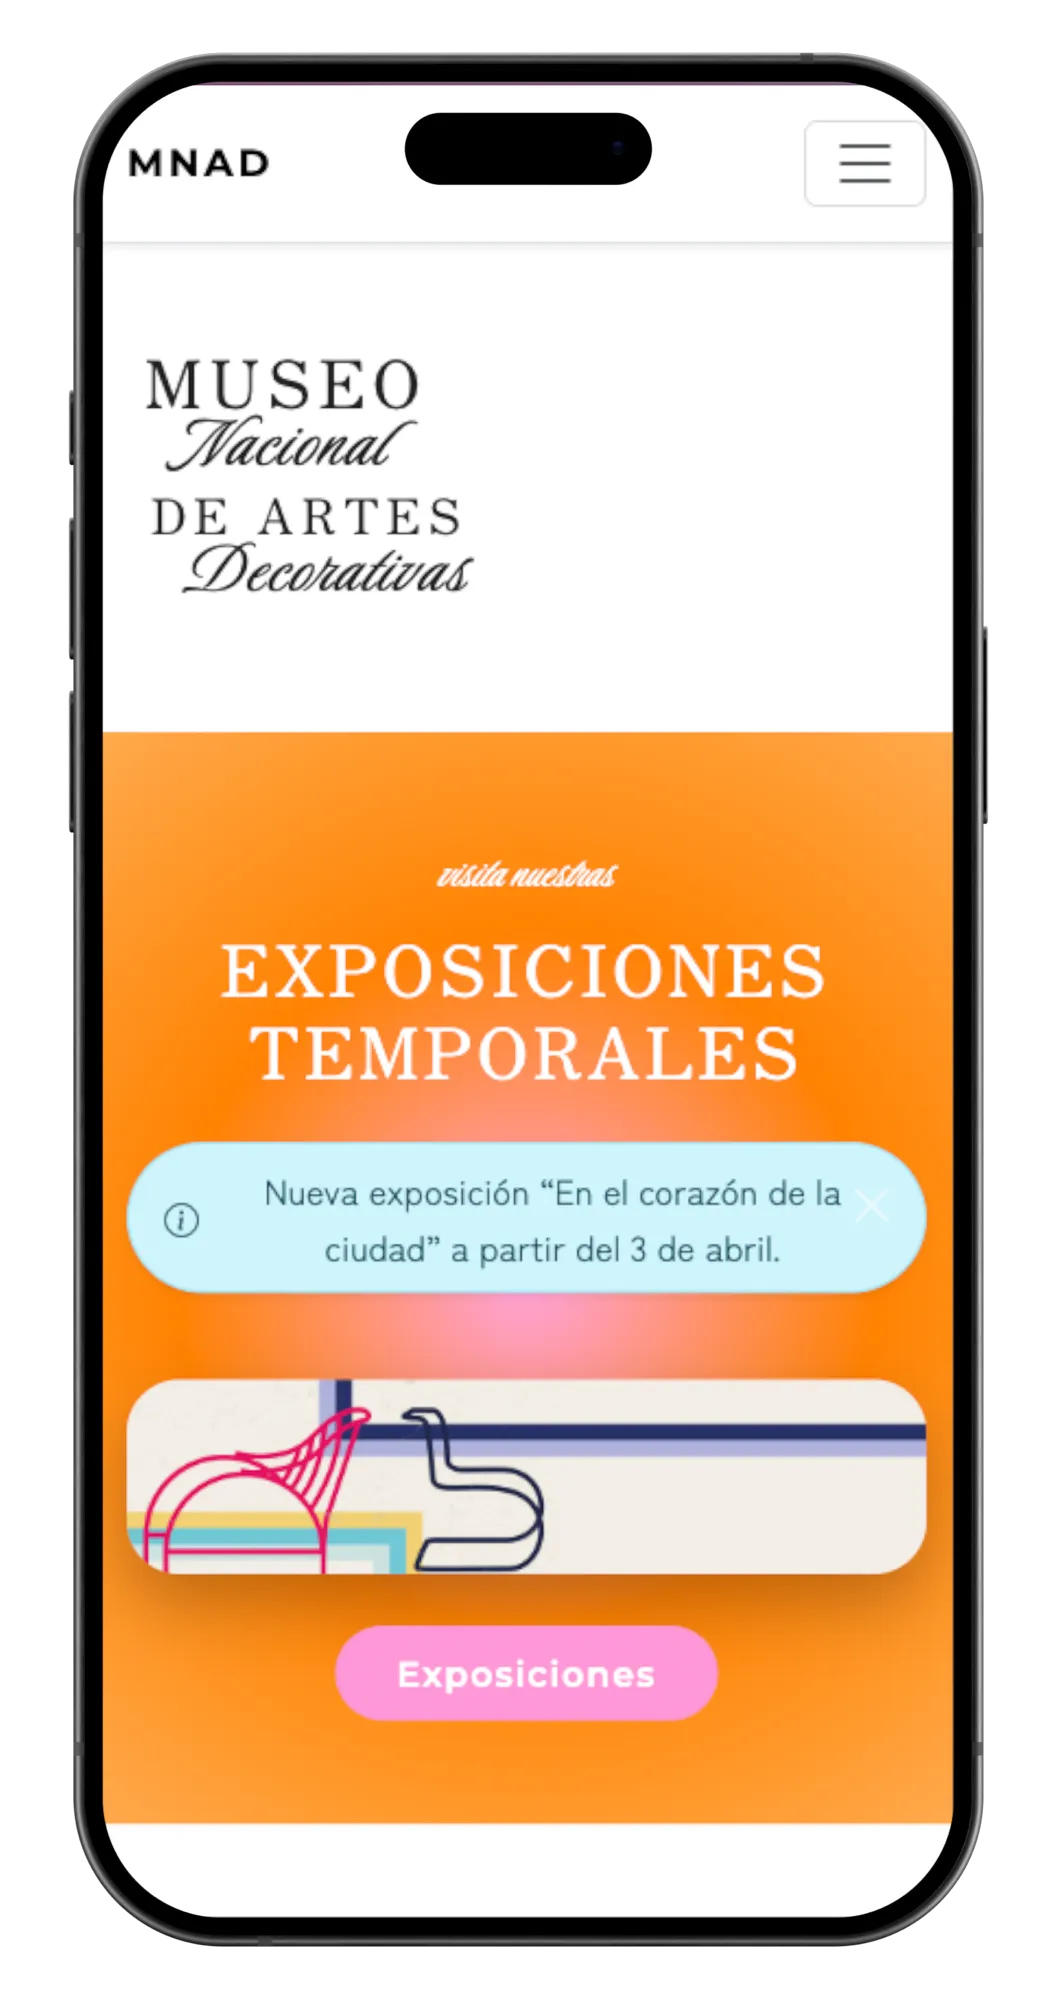 MNAD
MUSEO
Nacional
DE ARTES
Decorativas
visita nuestras
EXPOSICIONES
TEMPORALES
Nueva exposición “En el corazón de la
ciudad” a partir del 3 de abril.
Exposiciones